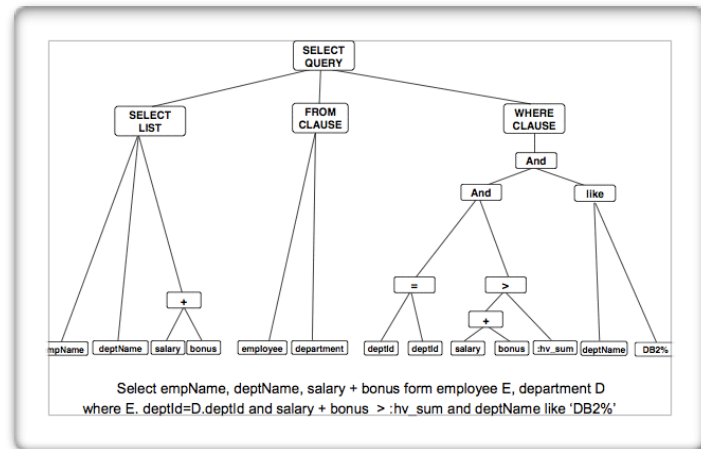 SELECT
QUERY
SELECT
LIST
FROM
CLAUSE
WHERE
CLAUSE
And
And
like
=
>
+
+
mpName
deptName
salary
bonus
employee
department
deptId
deptId
salary
bonus
:hv_sum
deptName
DB2%
Select empName, deptName, salary + bonus form employee E, department D
where E. deptId=D.deptId and salary + bonus > :hv_sum and deptName like ‘DB2%’